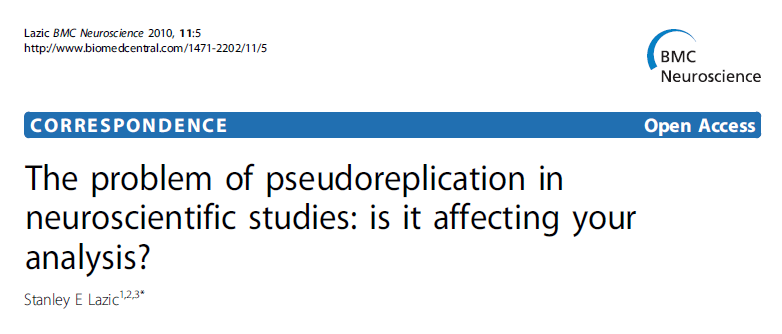 Lazic BMC Neuroscience 2010, 11:5
http://www.biomedcentral.com/1471-2202/11/5
BMC
Neuroscience
CORRESPONDENCE Open Access
The problem of pseudoreplication in
neuroscientific studies: is it affecting your
analysis?
Stanley E Lazic1,2,3*